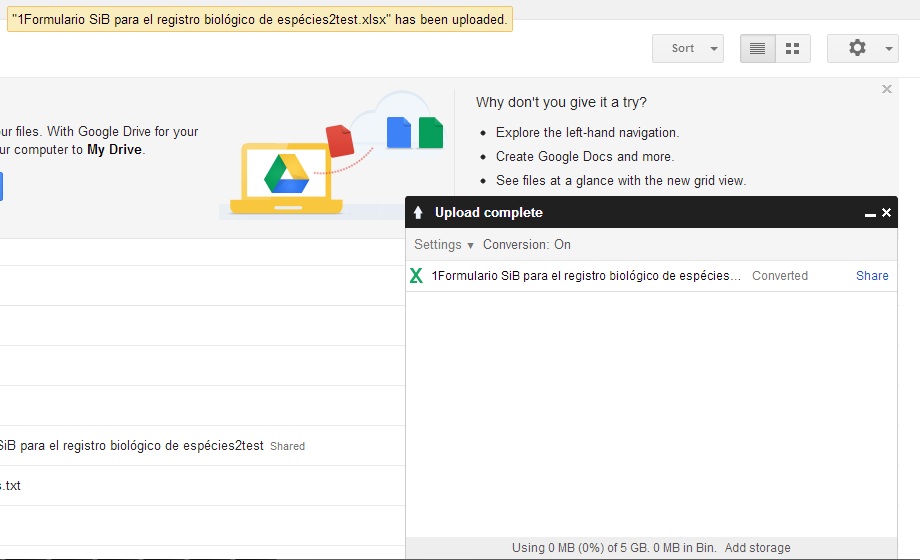 "1Formulario SiB para el registro biológico de espécies2test.xlsx" has been uploaded.
Sort
Why don't you give it a try?
ur files. With Google Drive for your
ur computer to My Drive.
Explore the left-hand navigation.
Create Google Docs and more.
See files at a glance with the new grid view.
Upload complete
Settings Conversion: On
1Formulario SiB para el registro biológico de espécies... Converted Share
SiB para el registro biológico de espécies2test Shared
s.txt
Using 0 MB (0%) of 5 GB. 0 MB in Bin. Add storage